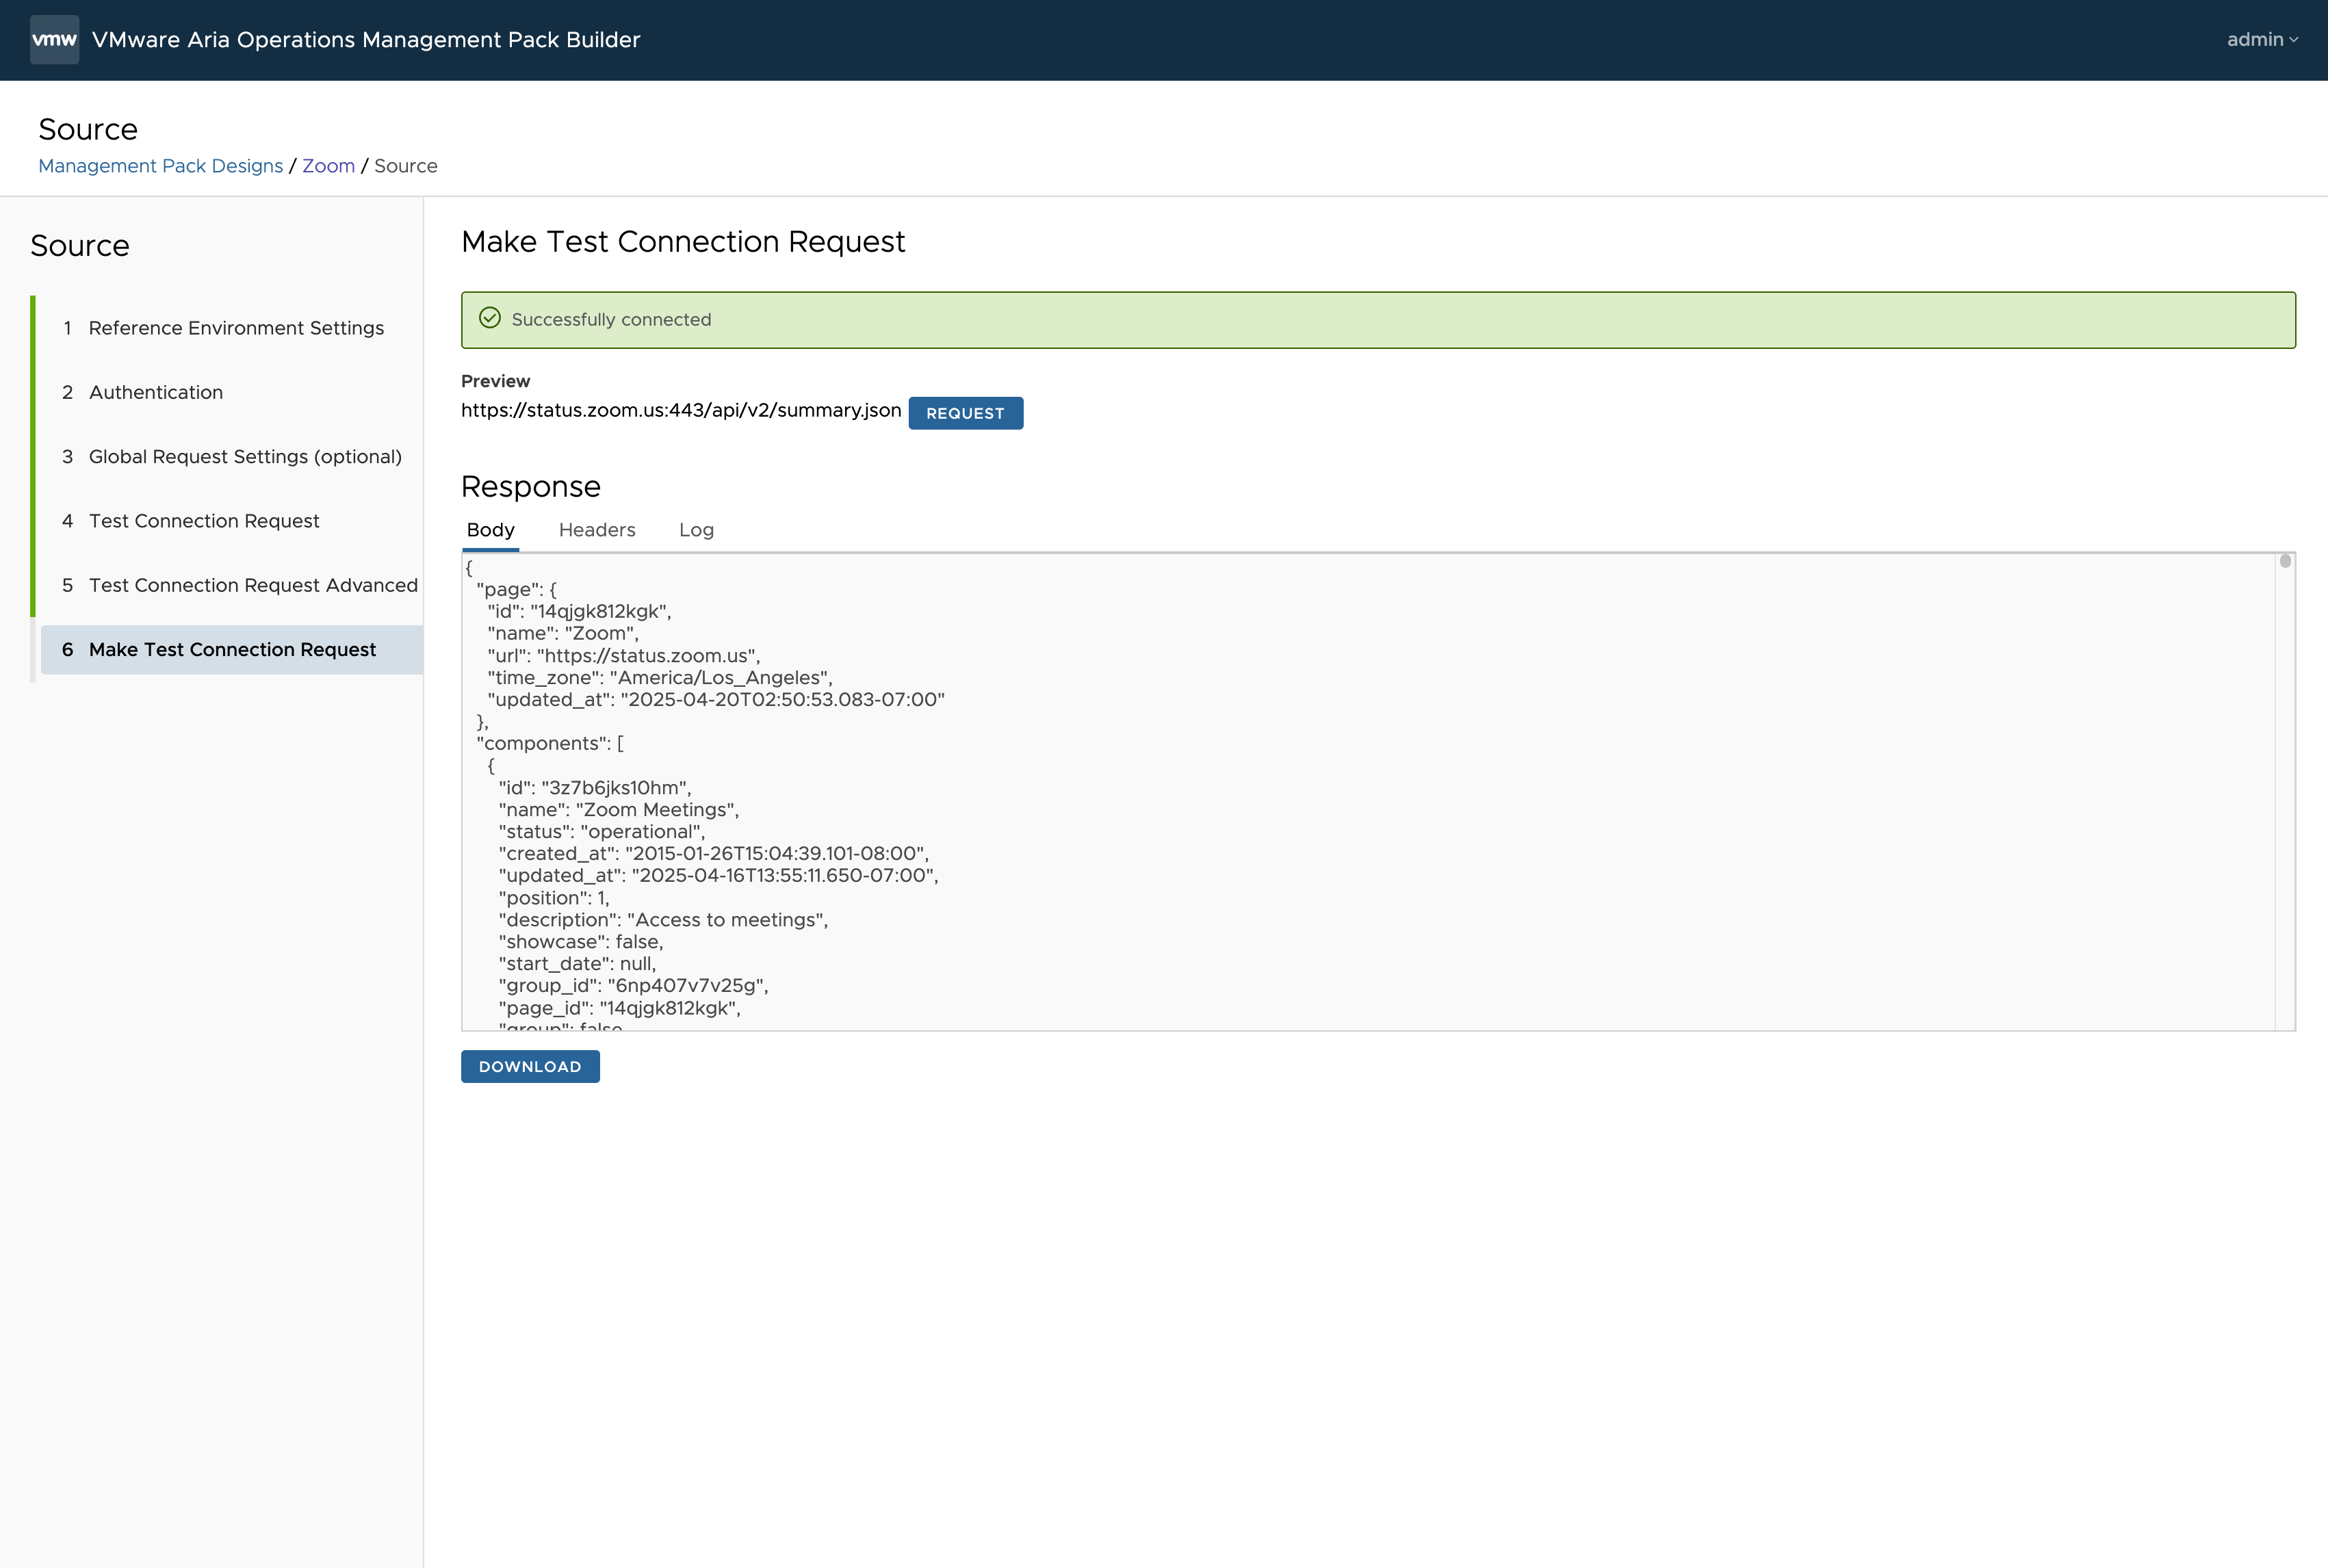 vmw VMware Aria Operations Management Pack Builder admin
Source
Management Pack Designs / Zoom / Source
Source
1 Reference Environment Settings
2 Authentication
3 Global Request Settings (optional)
4 Test Connection Request
5 Test Connection Request Advanced
6 Make Test Connection Request
Make Test Connection Request
Successfully connected
Preview
https://status.zoom.us:443/api/v2/summary.json REQUEST
Response
Body Headers Log
{
"page": {
"id": "14qjgk812kgk",
"name": "Zoom",
"url": "https://status.zoom.us",
"time_zone": "America/Los_Angeles",
"updated_at": "2025-04-20T02:50:53.083-07:00"
},
"components": [
{
"id": "3z7b6jks10hm",
"name": "Zoom Meetings",
"status": "operational",
"created_at": "2015-01-26T15:04:39.101-08:00",
"updated_at": "2025-04-16T13:55:11.650-07:00",
"position": 1,
"description": "Access to meetings",
"showcase": false,
"start_date": null,
"group_id": "6np407v7v25g",
"page_id": "14qjgk812kgk",
"group": false
DOWNLOAD